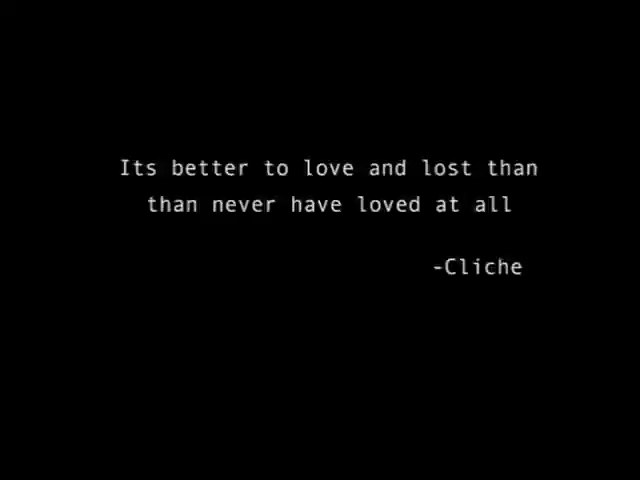 Its better to love and lost than
than never have loved at all
-Cliche